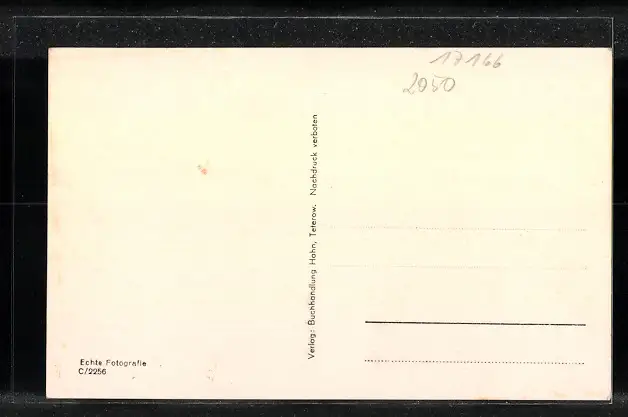 17166
2050
Verlag: Buchhandlung Hahn, Teterow. Nachdruck verboten
Echte Fotografie
C/2256